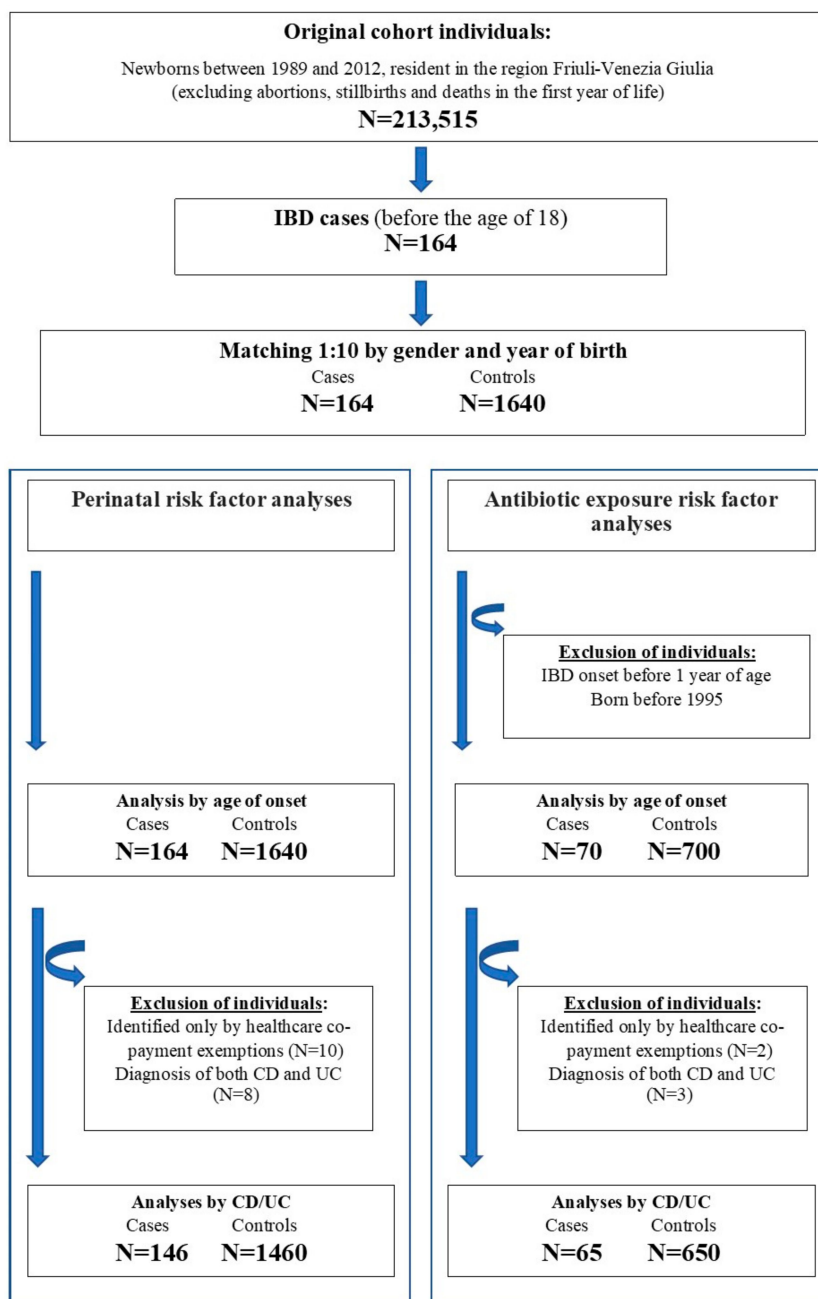 Original cohort individuals:
Newborns between 1989 and 2012, resident in the region Friuli-Venezia Giulia
(excluding abortions, stillbirths and deaths in the first year of life)
N=213,515
IBD cases (before the age of 18)
N=164
Matching 1:10 by gender and year of birth
Cases Controls
N=164 N=1640
Perinatal risk factor analyses
Analysis by age of onset
Cases Controls
N=164 N=1640
Exclusion of individuals:
Identified only by healthcare co-
payment exemptions (N=10)
Diagnosis of both CD and UC
(N=8)
Analyses by CD/UC
Cases Controls
N=146 N=1460
Antibiotic exposure risk factor
analyses
Exclusion of individuals:
IBD onset before 1 year of age
Born before 1995
Analysis by age of onset
Cases Controls
N=70 N=700
Exclusion of individuals:
Identified only by healthcare co-
payment exemptions (N=2)
Diagnosis of both CD and UC
(N=3)
Analyses by CD/UC
Cases Controls
N=65 N=650